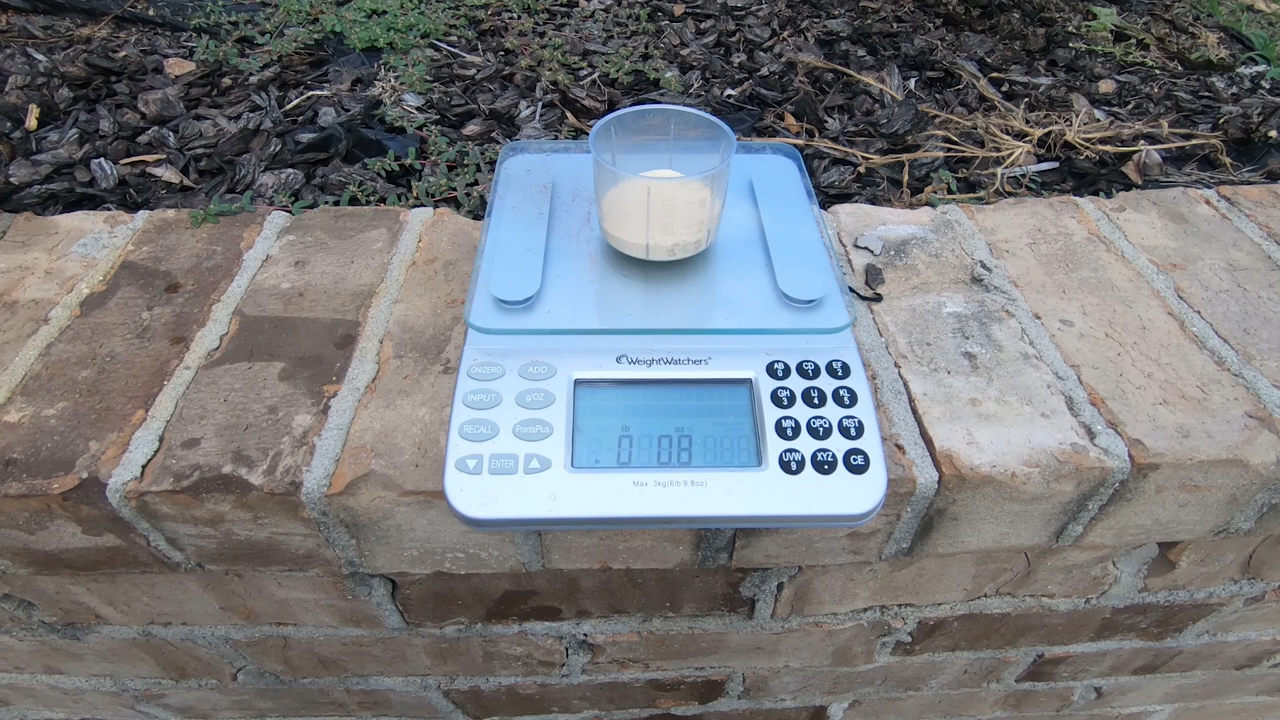 WeightWatchers®
ON/ZERO ADD
INPUT g/OZ
RECALL PointsPlus
ENTER
lb oz
0 0.8
AB CD EF
0 1 2
GH IJ KL
3 4 5
MN OPQ RST
6 7 8
UVW XYZ CE
9 .
Max. 3kg(6lb 9.8oz)